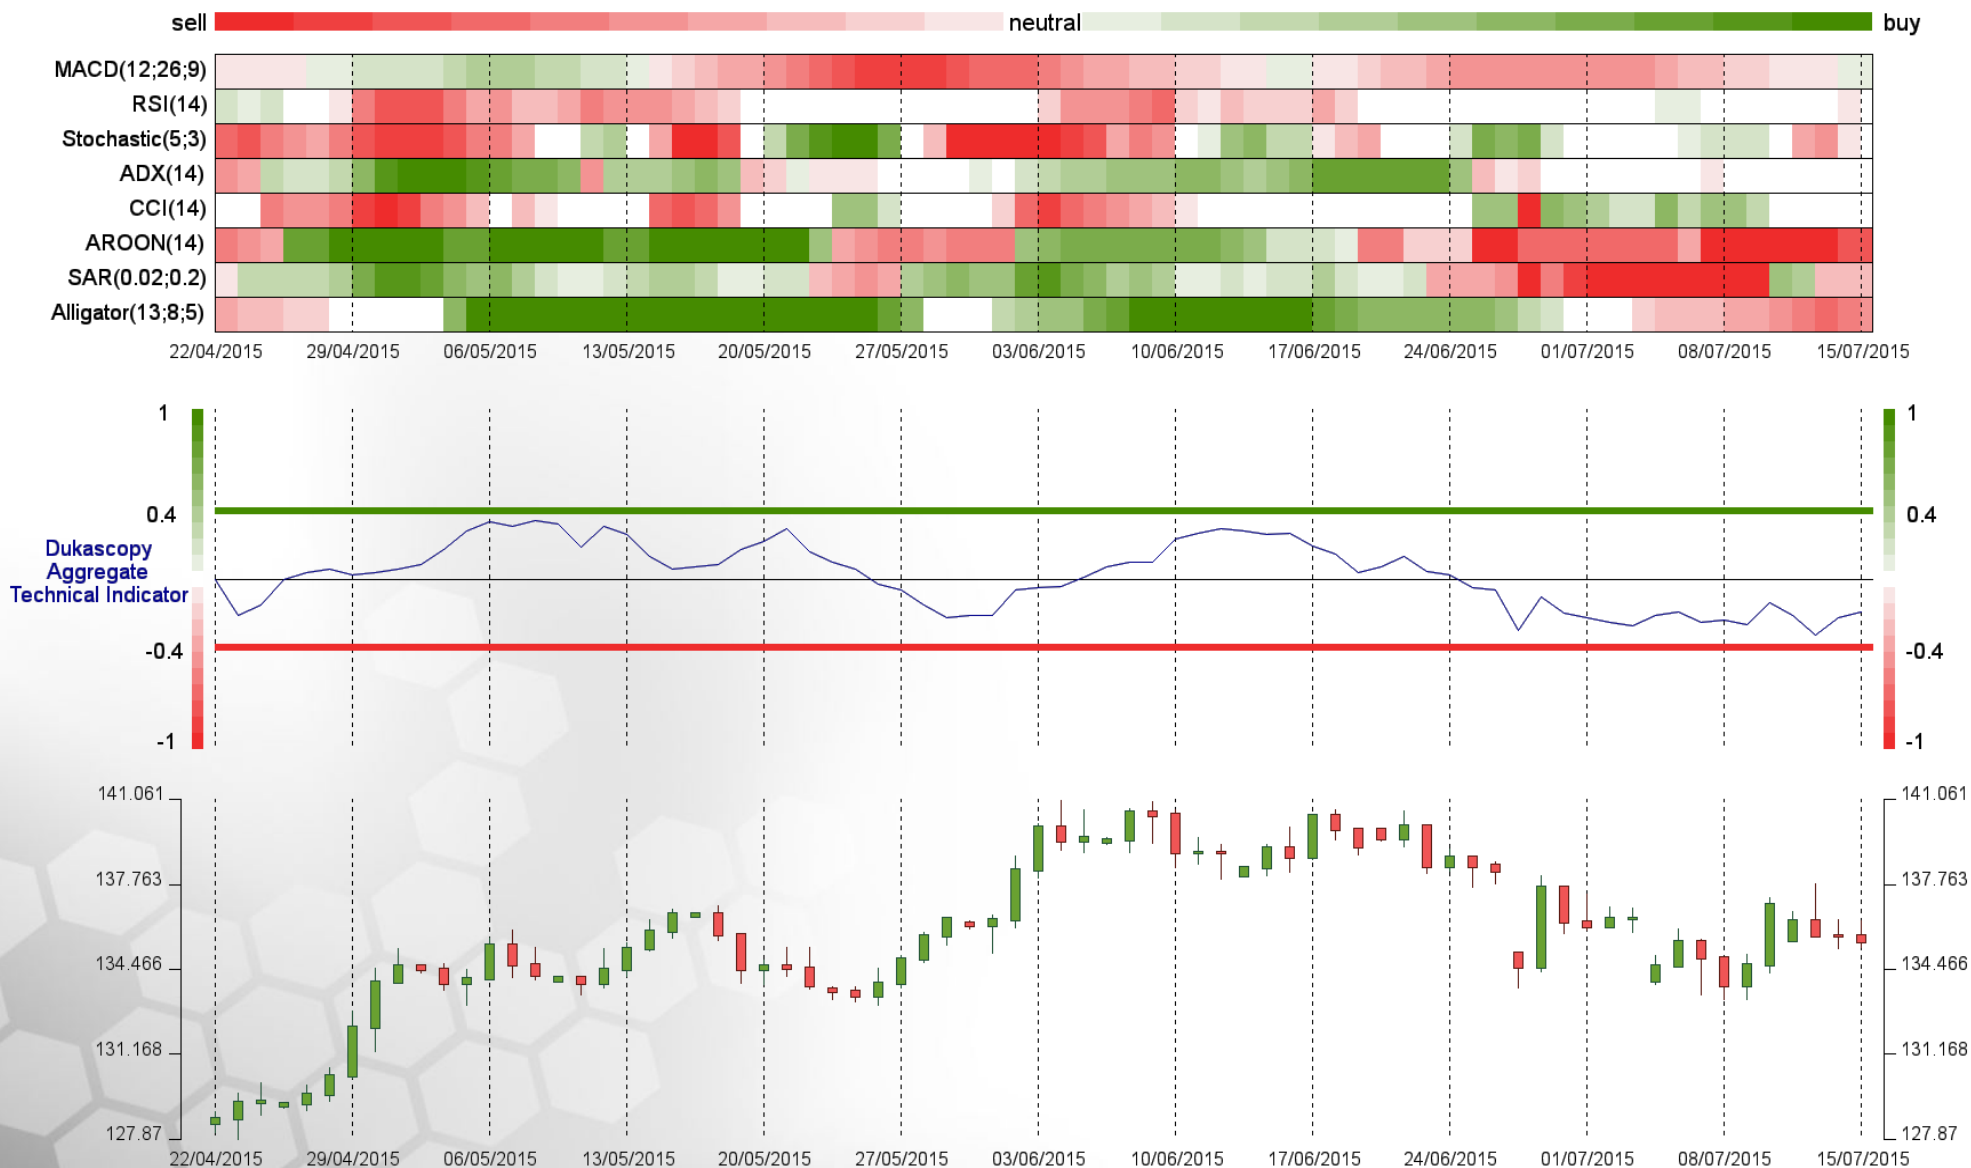 sell neutral buy
MACD(12;26;9)
RSI(14)
Stochastic(5;3)
ADX(14)
CCI(14)
AROON(14)
SAR(0.02;0.2)
Alligator(13;8;5)
22/04/2015 29/04/2015 06/05/2015 13/05/2015 20/05/2015 27/05/2015 03/06/2015 10/06/2015 17/06/2015 24/06/2015 01/07/2015 08/07/2015 15/07/2015
1 1
0.4 0.4
Dukascopy
Aggregate
Technical Indicator
-0.4 -0.4
-1 -1
141.061 141.061
137.763 137.763
134.466 134.466
131.168 131.168
127.87 127.87
22/04/2015 29/04/2015 06/05/2015 13/05/2015 20/05/2015 27/05/2015 03/06/2015 10/06/2015 17/06/2015 24/06/2015 01/07/2015 08/07/2015 15/07/2015